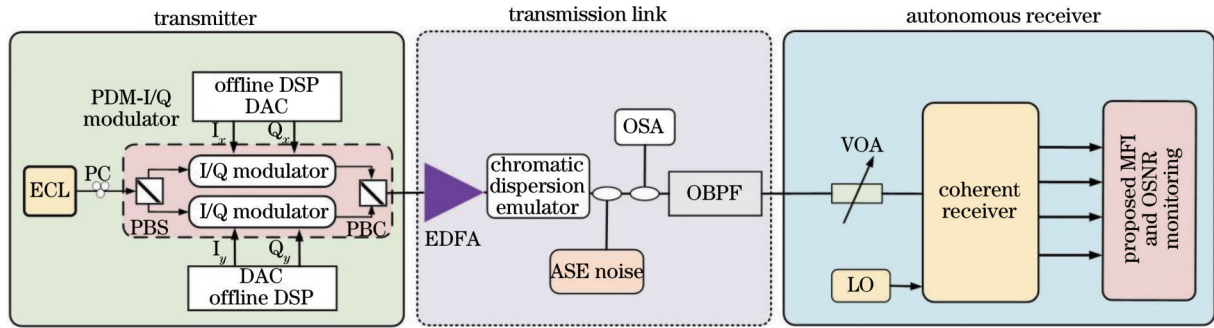 transmitter
transmission link
autonomous receiver
PDM-I/Q
modulator
offline DSP
DAC
Iₓ
Qₓ
ECL
PC
I/Q modulator
I/Q modulator
PBS
PBC
I_y
Q_y
DAC
offline DSP
EDFA
chromatic
dispersion
emulator
OSA
ASE noise
OBPF
VOA
LO
coherent
receiver
proposed MFI
and OSNR
monitoring